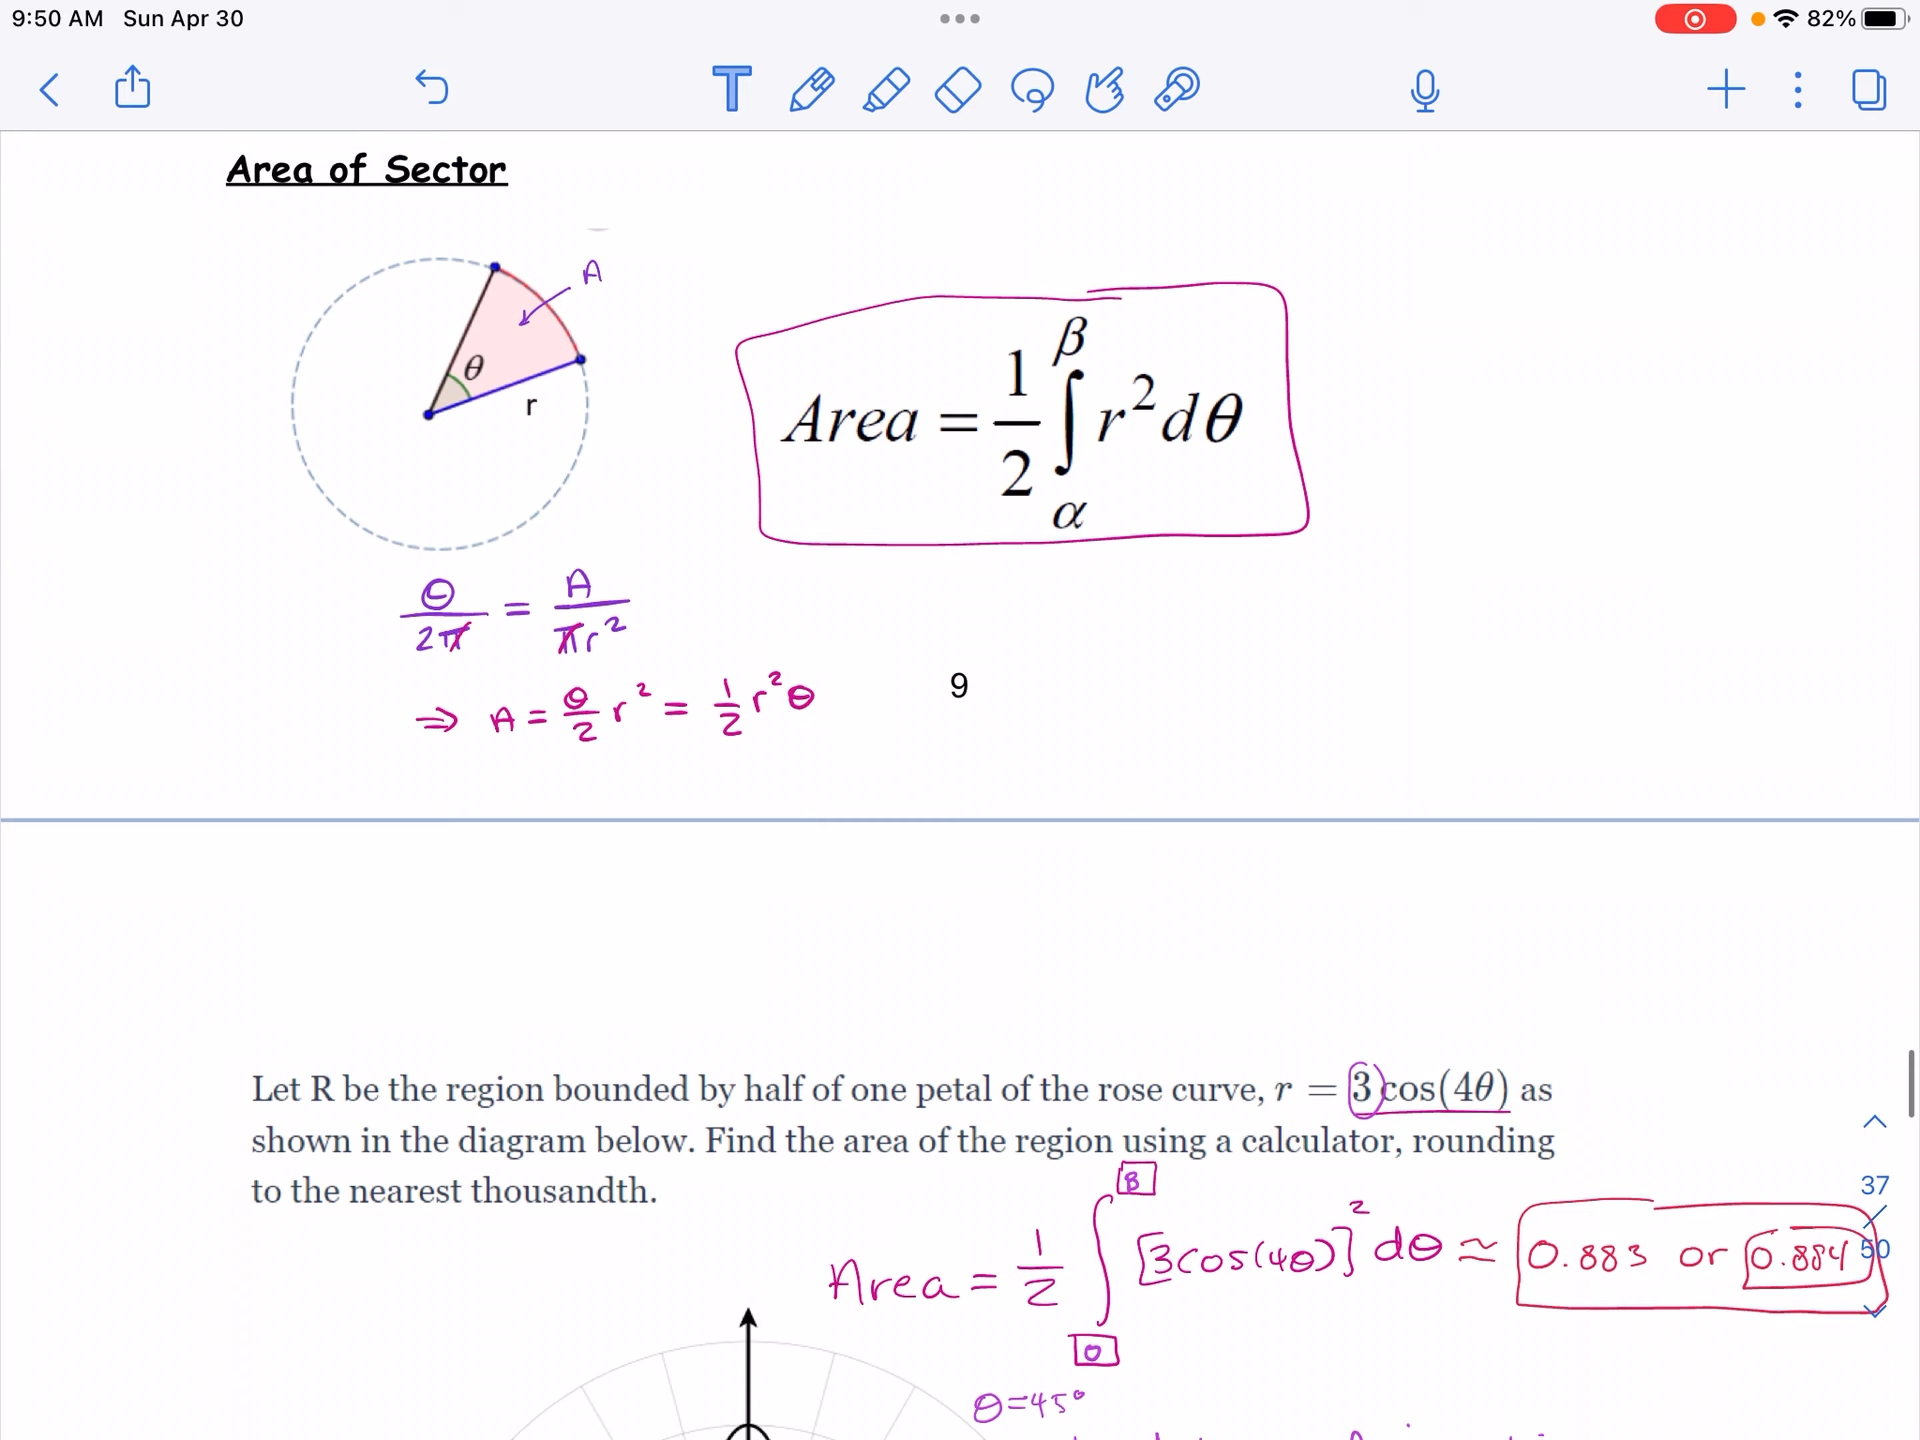 9:50 AM Sun Apr 30
82%
T
Area of Sector
A
θ
r
Area = 1/2 ∫_α^β r² dθ
θ/2π = A/πr²
⇒ A = θ/2 r² = 1/2 r²θ
9
Let R be the region bounded by half of one petal of the rose curve, r = 3cos(4θ) as
shown in the diagram below. Find the area of the region using a calculator, rounding
to the nearest thousandth.
37
50
Area = 1/2 ∫_0^B [3cos(4θ)]² dθ ≃ 0.883 or 0.884
θ=45°